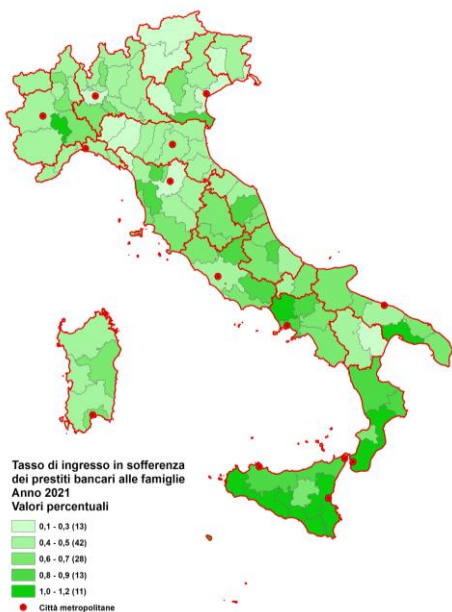 Tasso di ingresso in sofferenza
dei prestiti bancari alle famiglie
Anno 2021
Valori percentuali
0,1 - 0,3 (13)
0,4 - 0,5 (42)
0,6 - 0,7 (28)
0,8 - 0,9 (13)
1,0 - 1,2 (11)
Città metropolitane